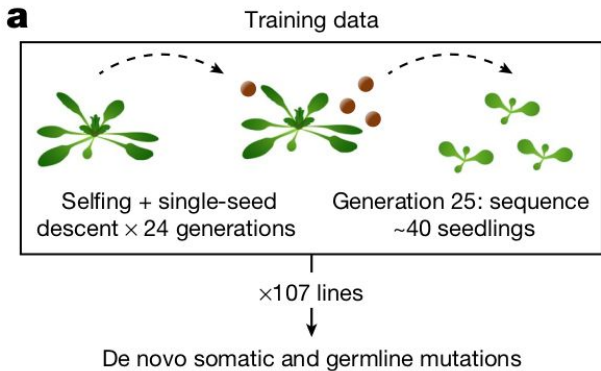 a
Training data
Selfing + single-seed
descent × 24 generations
Generation 25: sequence
~40 seedlings
×107 lines
De novo somatic and germline mutations